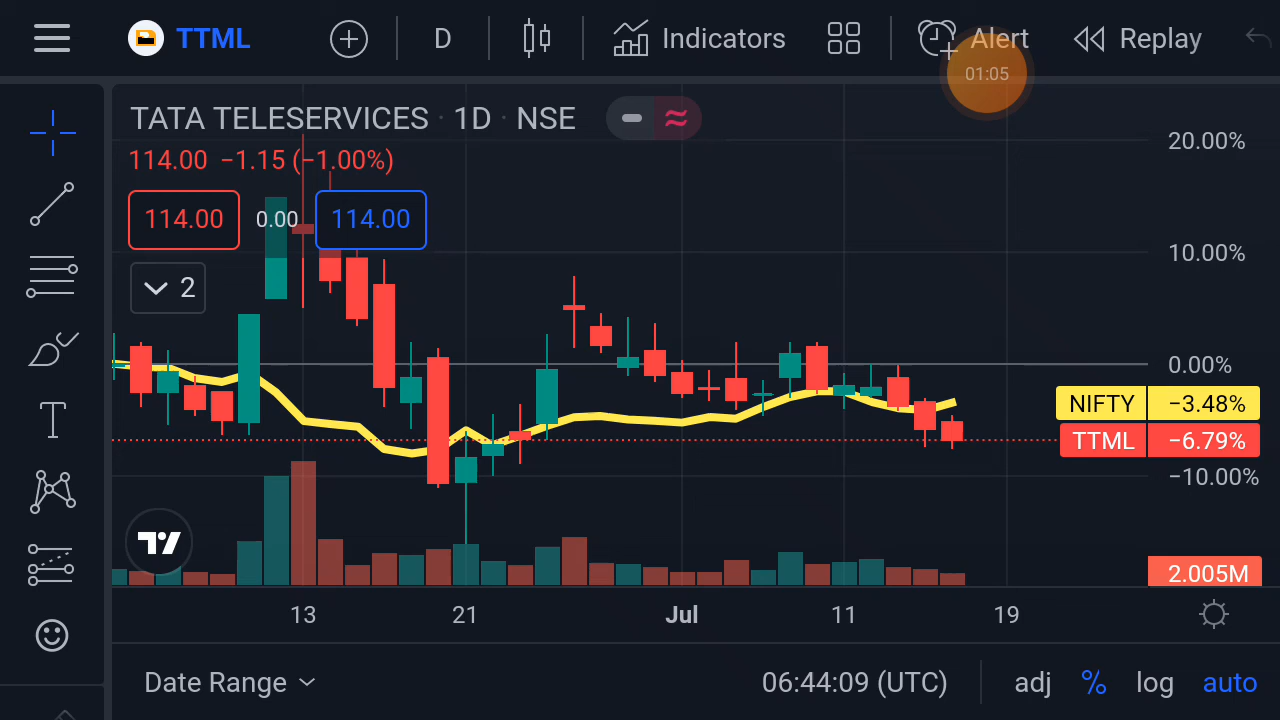 TTML D Indicators Alert Replay
01:05
TATA TELESERVICES · 1D · NSE
114.00 −1.15 (−1.00%)
114.00 0.00 114.00
2
20.00%
10.00%
0.00%
NIFTY −3.48%
TTML −6.79%
−10.00%
2.005M
13 21 Jul 11 19
Date Range 06:44:09 (UTC) adj % log auto